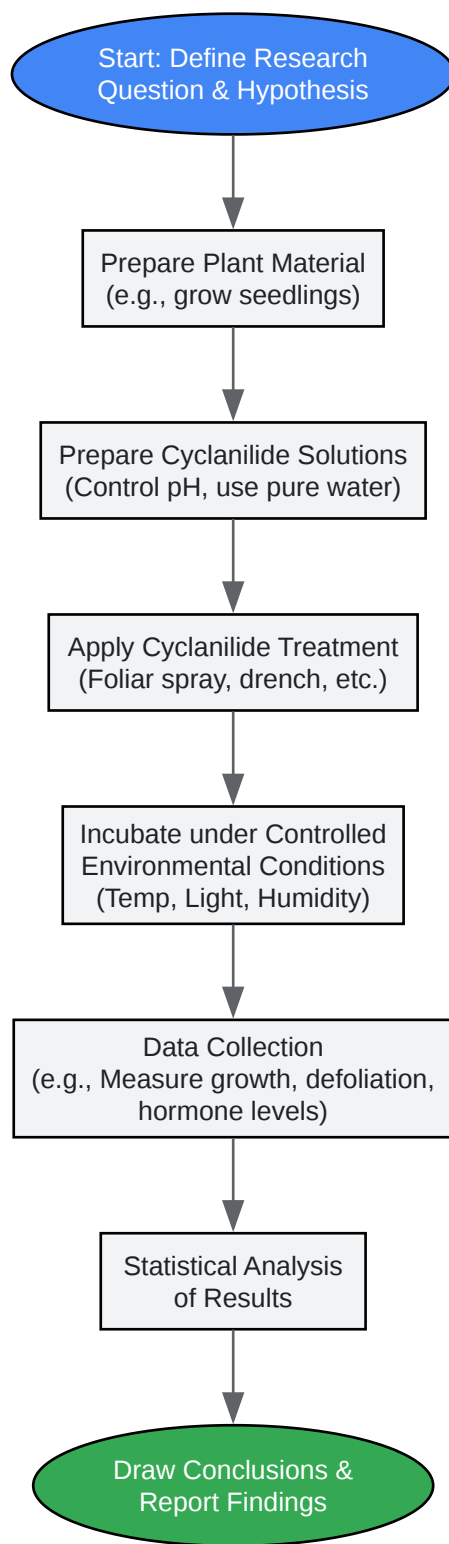 Start: Define Research
Question & Hypothesis
Prepare Plant Material
(e.g., grow seedlings)
Prepare Cyclanilide Solutions
(Control pH, use pure water)
Apply Cyclanilide Treatment
(Foliar spray, drench, etc.)
Incubate under Controlled
Environmental Conditions
(Temp, Light, Humidity)
Data Collection
(e.g., Measure growth, defoliation,
hormone levels)
Statistical Analysis
of Results
Draw Conclusions &
Report Findings